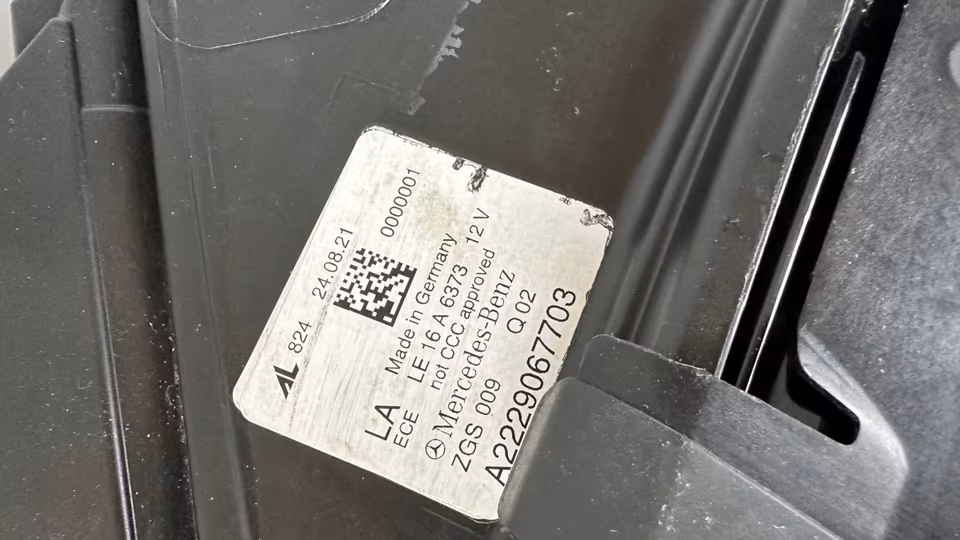 AL 824 24.08.21 0000001
LA Made in Germany
ECE LE 16 A 6373 12 V
not CCC approved
Mercedes-Benz
ZGS 009 Q 02
A2229067703